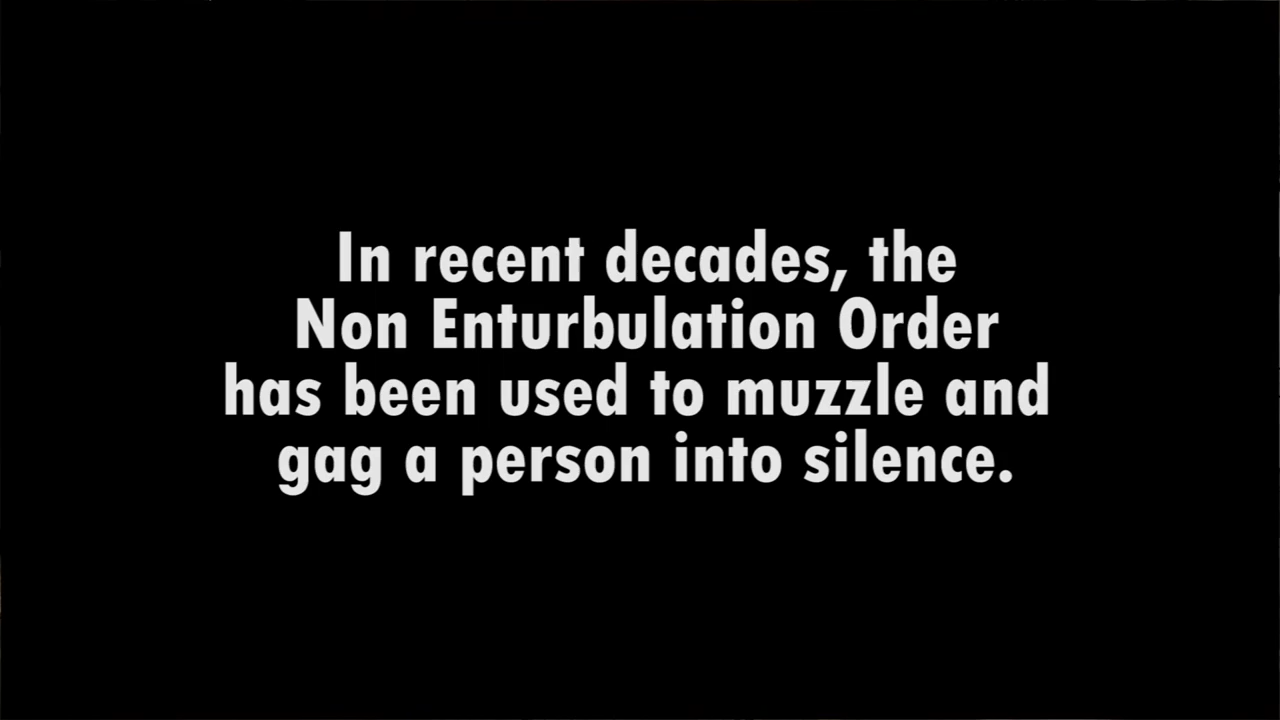 In recent decades, the
Non Enturbulation Order
has been used to muzzle and
gag a person into silence.